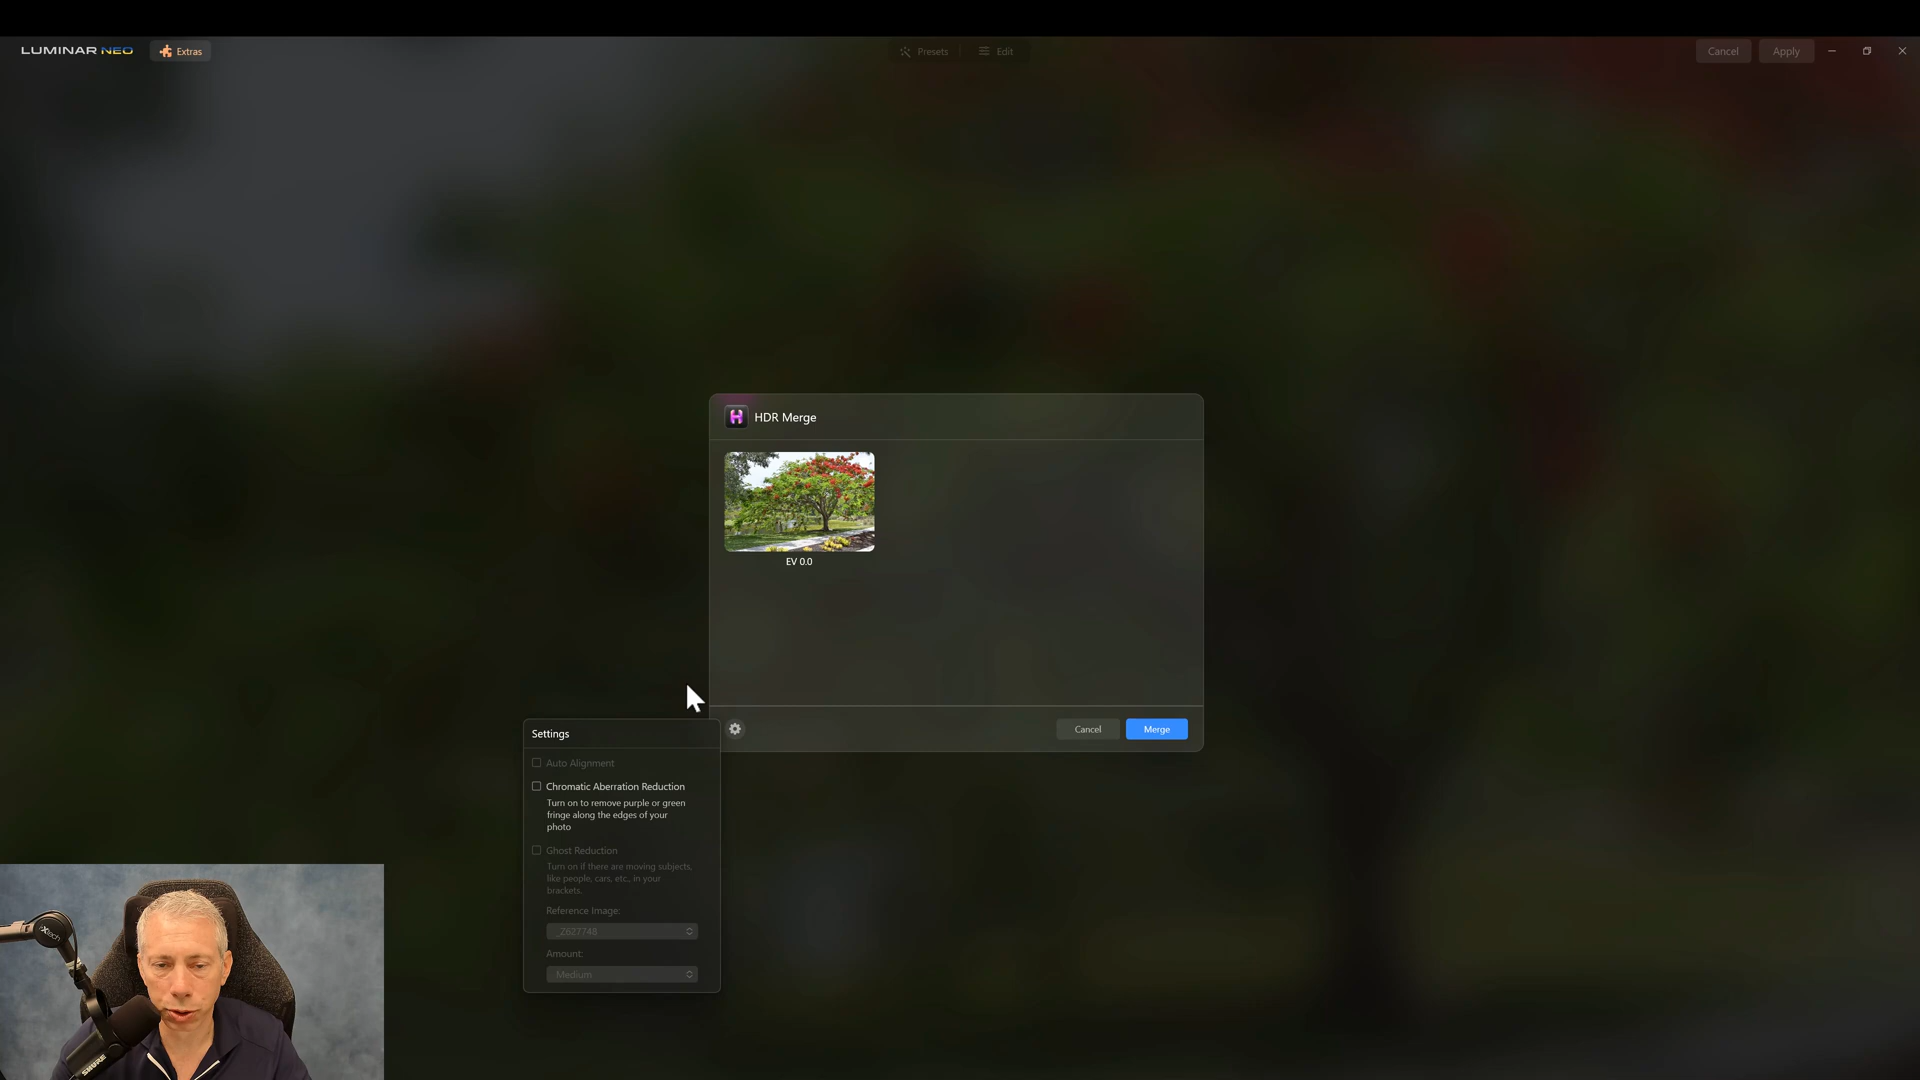 LUMINAR NEO
Extras
Presets
Edit
Cancel
Apply
HDR Merge
EV 0.0
Cancel
Merge
Settings
Auto Alignment
Chromatic Aberration Reduction
Turn on to remove purple or green
fringe along the edges of your
photo
Ghost Reduction
Turn on if there are moving subjects,
like people, cars, etc., in your
brackets.
Reference Image:
_Z627748
Amount:
Medium
SHURE